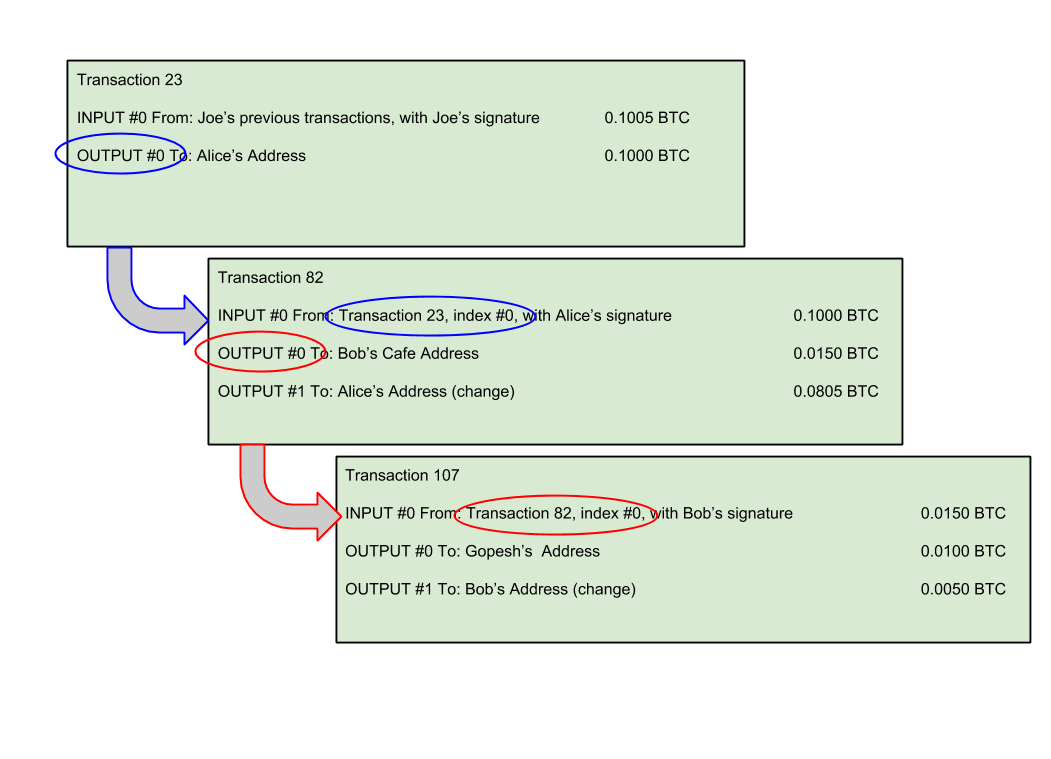 Transaction 23
INPUT #0 From: Joe’s previous transactions, with Joe’s signature 0.1005 BTC
OUTPUT #0 To: Alice’s Address 0.1000 BTC
Transaction 82
INPUT #0 From: Transaction 23, index #0, with Alice’s signature 0.1000 BTC
OUTPUT #0 To: Bob’s Cafe Address 0.0150 BTC
OUTPUT #1 To: Alice’s Address (change) 0.0805 BTC
Transaction 107
INPUT #0 From: Transaction 82, index #0, with Bob’s signature 0.0150 BTC
OUTPUT #0 To: Gopesh’s  Address 0.0100 BTC
OUTPUT #1 To: Bob’s Address (change) 0.0050 BTC